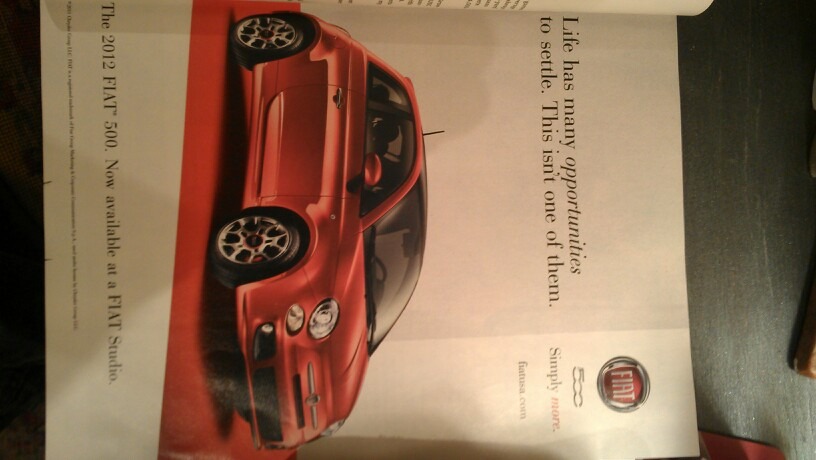 Life has many opportunities
to settle. This isn't one of them.
FIAT
500
Simply more.
fiatusa.com
The 2012 FIAT® 500. Now available at a FIAT Studio.